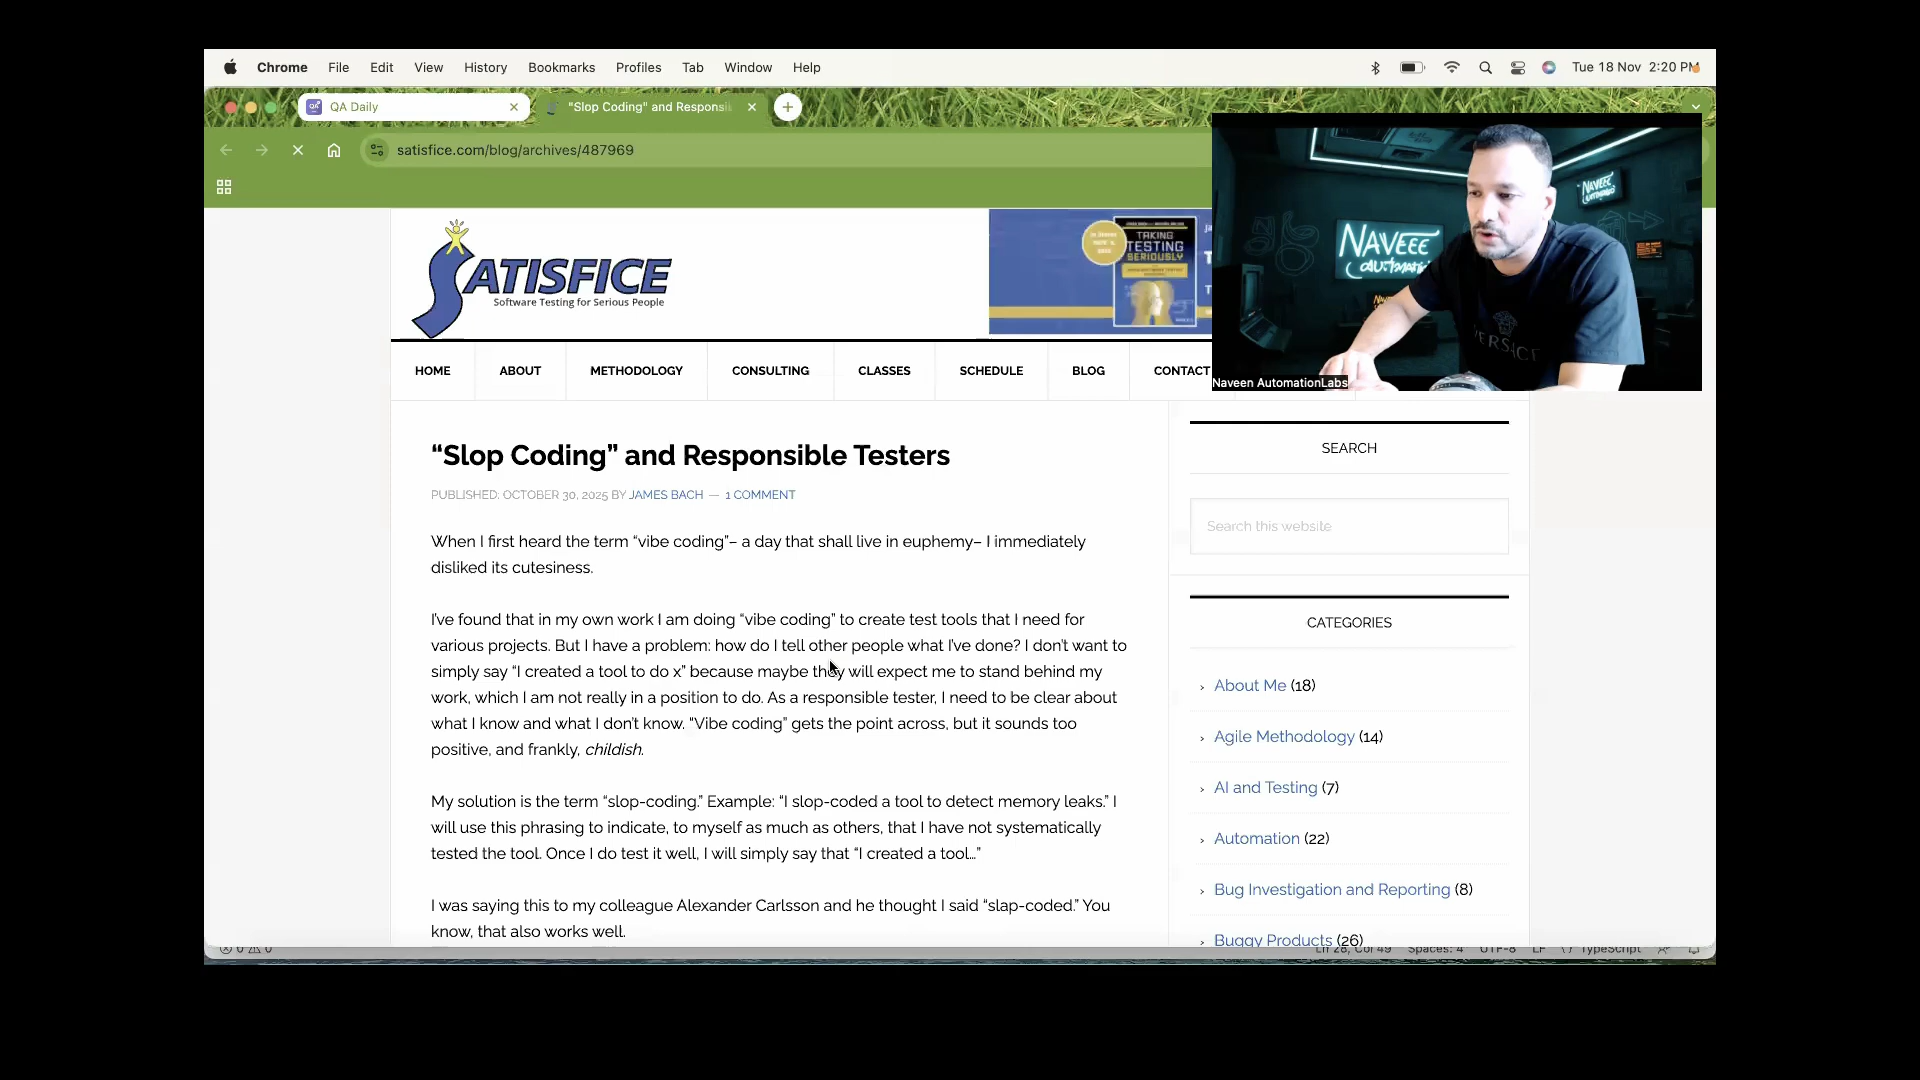 Chrome File Edit View History Bookmarks Profiles Tab Window Help
Tue 18 Nov 2:20 PM
QA Daily
"Slop Coding" and Responsi
satisfice.com/blog/archives/487969
SATISFICE
Software Testing for Serious People
In Stores
TAKING
TESTING
SERIOUSLY
NAVEEE
Naveen AutomationLabs
HOME ABOUT METHODOLOGY CONSULTING CLASSES SCHEDULE BLOG CONTACT
“Slop Coding” and Responsible Testers
PUBLISHED: OCTOBER 30, 2025 BY JAMES BACH — 1 COMMENT
When I first heard the term “vibe coding”– a day that shall live in euphemy– I immediately
disliked its cutesiness.
I’ve found that in my own work I am doing “vibe coding” to create test tools that I need for
various projects. But I have a problem: how do I tell other people what I’ve done? I don’t want to
simply say “I created a tool to do x” because maybe they will expect me to stand behind my
work, which I am not really in a position to do. As a responsible tester, I need to be clear about
what I know and what I don’t know. “Vibe coding” gets the point across, but it sounds too
positive, and frankly, childish.
My solution is the term “slop-coding.” Example: “I slop-coded a tool to detect memory leaks.” I
will use this phrasing to indicate, to myself as much as others, that I have not systematically
tested the tool. Once I do test it well, I will simply say that “I created a tool…”
I was saying this to my colleague Alexander Carlsson and he thought I said “slap-coded.” You
know, that also works well.
SEARCH
Search this website
CATEGORIES
About Me (18)
Agile Methodology (14)
AI and Testing (7)
Automation (22)
Bug Investigation and Reporting (8)
Buggy Products (26)
Ln 28, Col 49 Spaces: 4 UTF-8 LF TypeScript